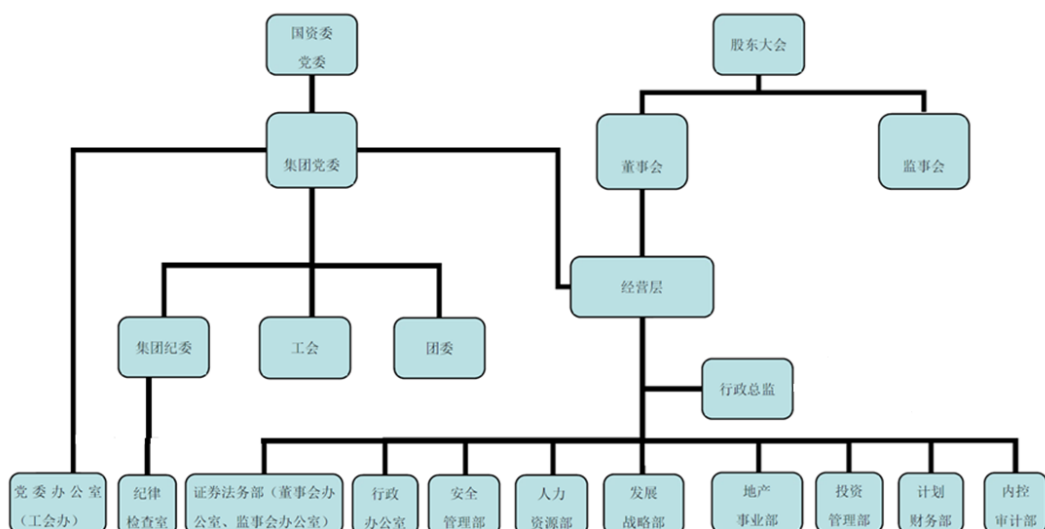 国资委
党委
股东大会
集团党委
董事会
监事会
经营层
集团纪委
工会
团委
行政总监
党委办公室
（工会办）
纪律
检查室
证券法务部（董事会办
公室、监事会办公室）
行政
办公室
安全
管理部
人力
资源部
发展
战略部
地产
事业部
投资
管理部
计划
财务部
内控
审计部